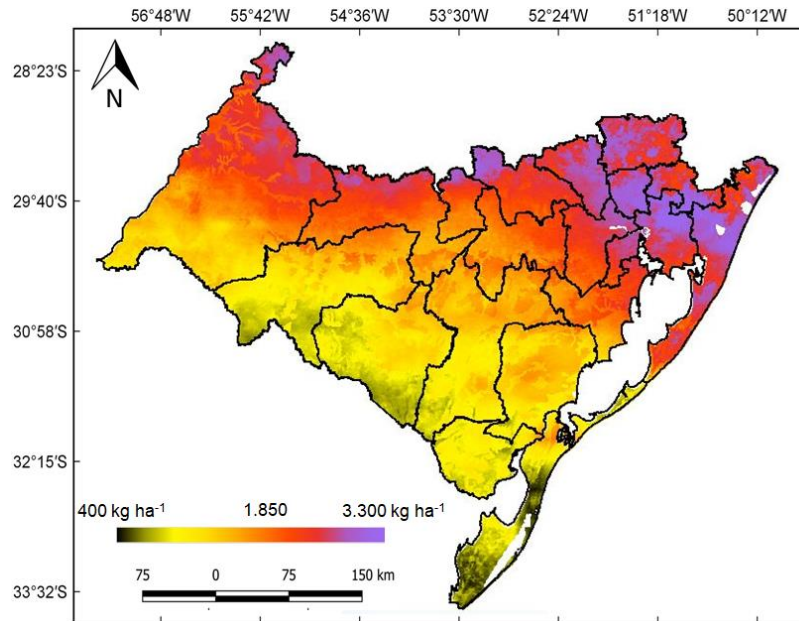 56°48'W 55°42'W 54°36'W 53°30'W 52°24'W 51°18'W 50°12'W
28°23'S
N
29°40'S
30°58'S
32°15'S
400 kg ha⁻¹ 1.850 3.300 kg ha⁻¹
75 0 75 150 km
33°32'S